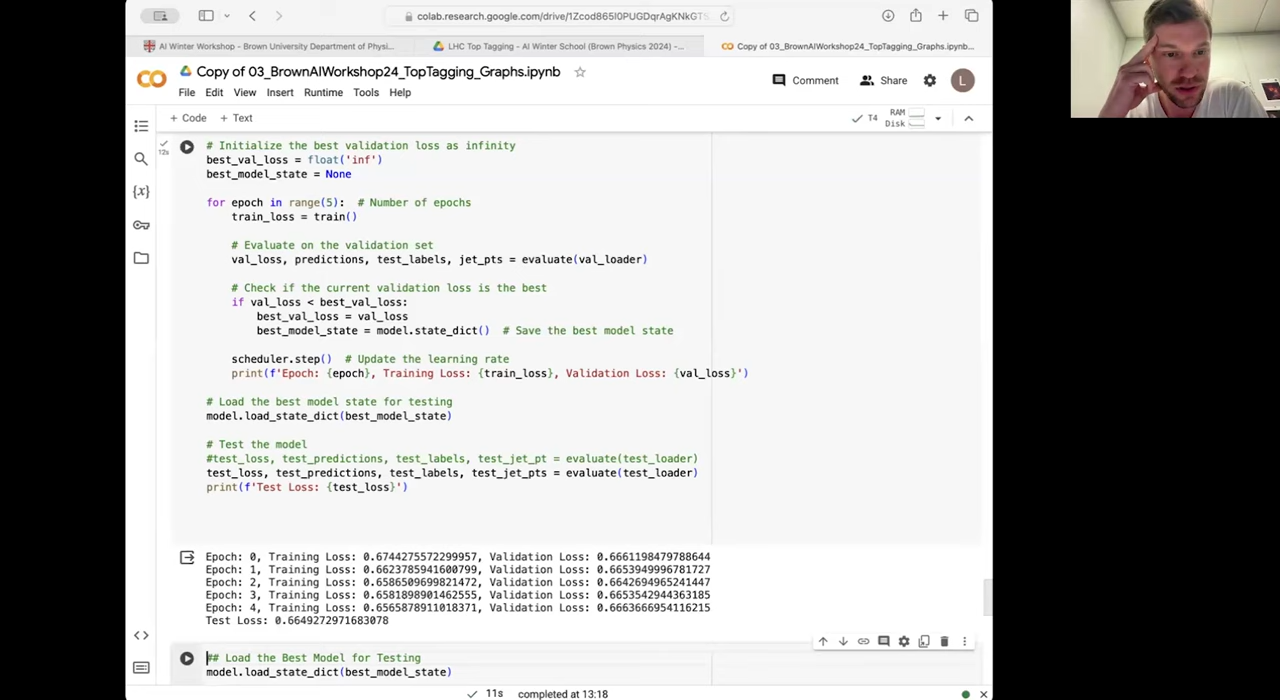 colab.research.google.com/drive/1Zcod865I0PUGDqrAgKNkGTS
AI Winter Workshop - Brown University Department of Physi...
LHC Top Tagging - AI Winter School (Brown Physics 2024) -...
Copy of 03_BrownAIWorkshop24_TopTagging_Graphs.ipynb...
Copy of 03_BrownAIWorkshop24_TopTagging_Graphs.ipynb
Comment
Share
L
File Edit View Insert Runtime Tools Help
+ Code + Text
T4
RAM
Disk
12s
# Initialize the best validation loss as infinity
best_val_loss = float('inf')
best_model_state = None
for epoch in range(5):  # Number of epochs
train_loss = train()
# Evaluate on the validation set
val_loss, predictions, test_labels, jet_pts = evaluate(val_loader)
# Check if the current validation loss is the best
if val_loss < best_val_loss:
best_val_loss = val_loss
best_model_state = model.state_dict()  # Save the best model state
scheduler.step()  # Update the learning rate
print(f'Epoch: {epoch}, Training Loss: {train_loss}, Validation Loss: {val_loss}')
# Load the best model state for testing
model.load_state_dict(best_model_state)
# Test the model
#test_loss, test_predictions, test_labels, test_jet_pt = evaluate(test_loader)
test_loss, test_predictions, test_labels, test_jet_pts = evaluate(test_loader)
print(f'Test Loss: {test_loss}')
Epoch: 0, Training Loss: 0.6744275572299957, Validation Loss: 0.6661198479788644
Epoch: 1, Training Loss: 0.6623785941600799, Validation Loss: 0.6653949996781727
Epoch: 2, Training Loss: 0.6586509699821472, Validation Loss: 0.6642694965241447
Epoch: 3, Training Loss: 0.6581898901462555, Validation Loss: 0.6653542944363185
Epoch: 4, Training Loss: 0.6565878911018371, Validation Loss: 0.6663666954116215
Test Loss: 0.6649272971683078
## Load the Best Model for Testing
model.load_state_dict(best_model_state)
11s completed at 13:18